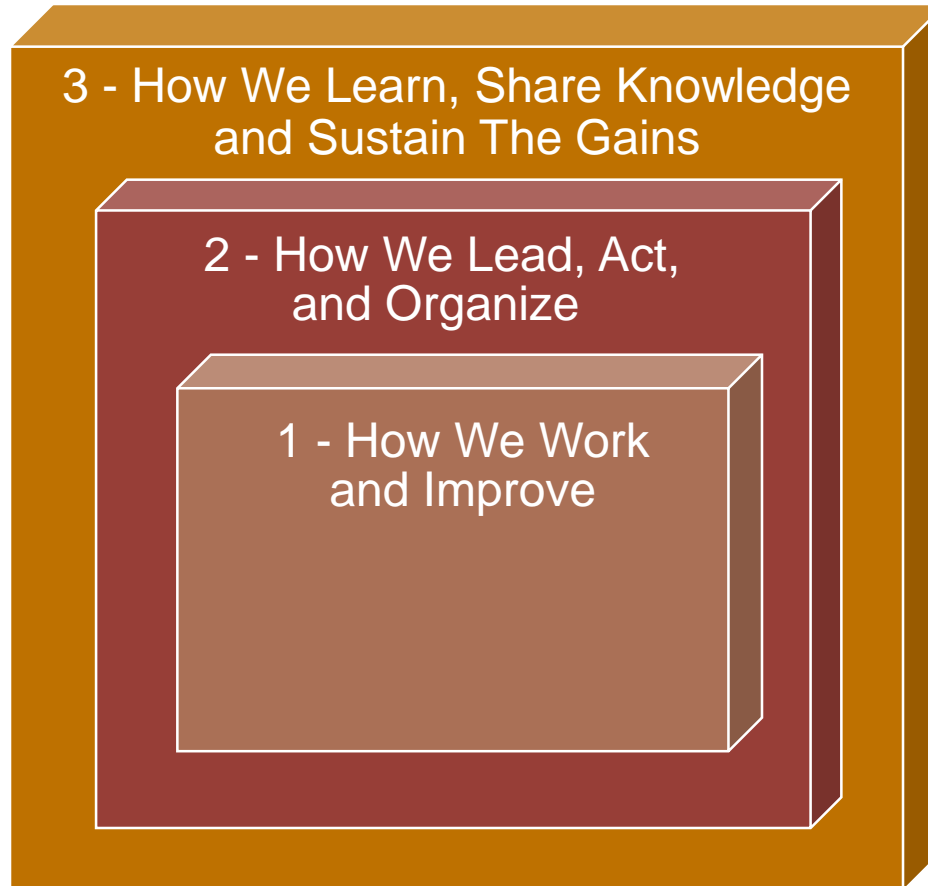 3 - How We Learn, Share Knowledge
and Sustain The Gains
2 - How We Lead, Act,
and Organize
1 - How We Work
and Improve